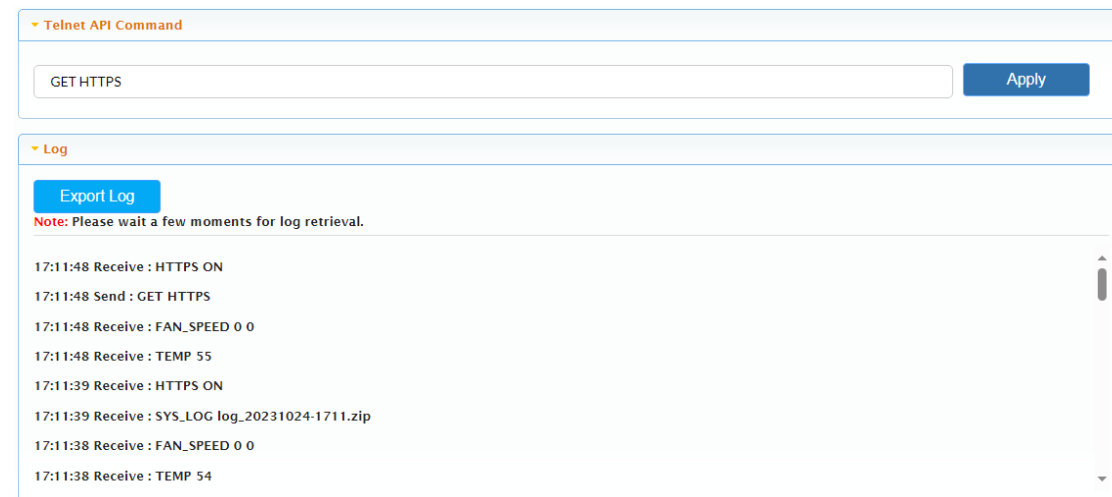 Telnet API Command
GET HTTPS
Apply
Log
Export Log
Note: Please wait a few moments for log retrieval.
17:11:48 Receive : HTTPS ON
17:11:48 Send : GET HTTPS
17:11:48 Receive : FAN_SPEED 0 0
17:11:48 Receive : TEMP 55
17:11:39 Receive : HTTPS ON
17:11:39 Receive : SYS_LOG log_20231024-1711.zip
17:11:38 Receive : FAN_SPEED 0 0
17:11:38 Receive : TEMP 54